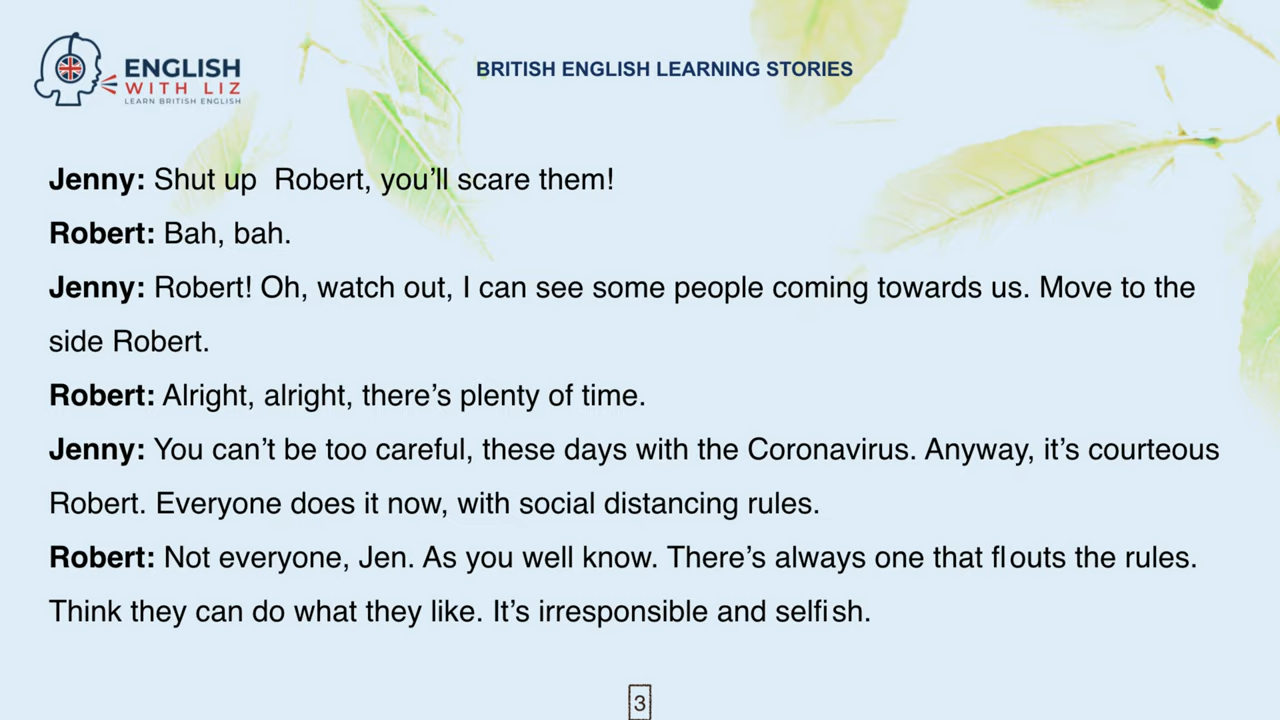 ENGLISH
WITH LIZ
LEARN BRITISH ENGLISH
BRITISH ENGLISH LEARNING STORIES
Jenny: Shut up  Robert, you’ll scare them!
Robert: Bah, bah.
Jenny: Robert! Oh, watch out, I can see some people coming towards us. Move to the
side Robert.
Robert: Alright, alright, there’s plenty of time.
Jenny: You can’t be too careful, these days with the Coronavirus. Anyway, it’s courteous
Robert. Everyone does it now, with social distancing rules.
Robert: Not everyone, Jen. As you well know. There’s always one that flouts the rules.
Think they can do what they like. It’s irresponsible and selfish.
3